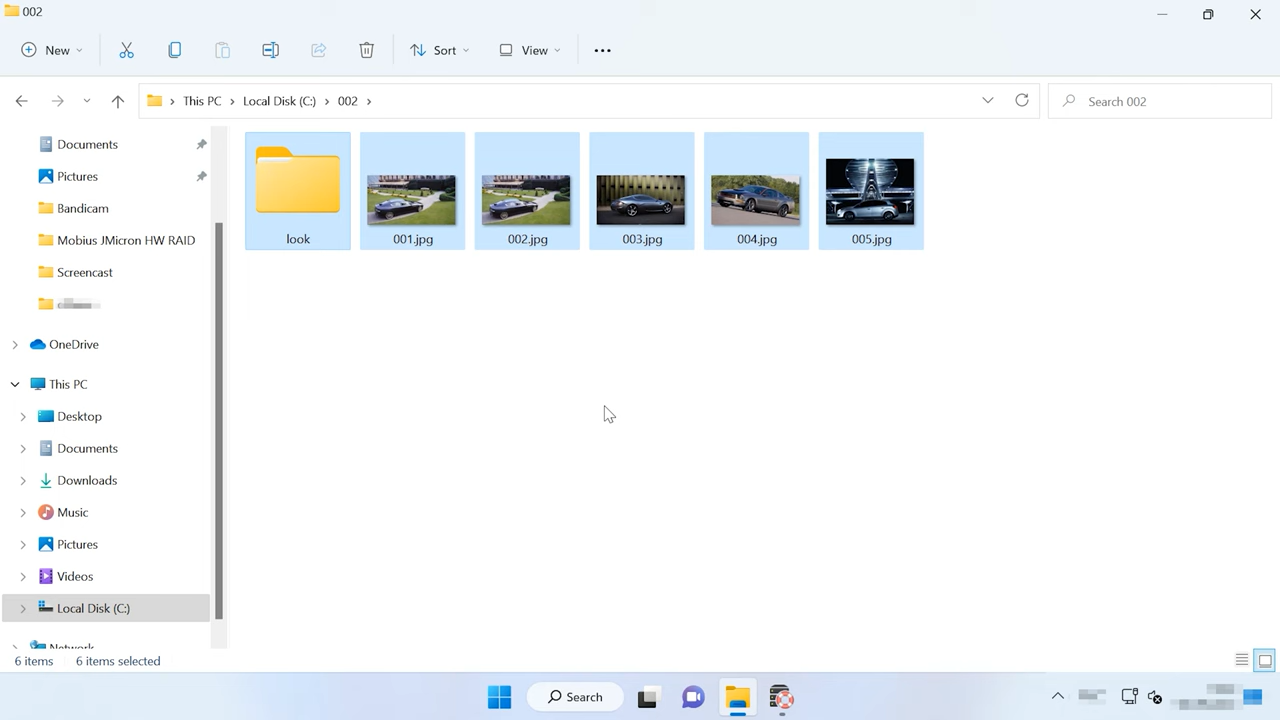 002
New
Sort
View
This PC
Local Disk (C:)
002
Search 002
Documents
Pictures
Bandicam
Mobius JMicron HW RAID
Screencast
OneDrive
This PC
Desktop
Documents
Downloads
Music
Pictures
Videos
Local Disk (C:)
Network
look
001.jpg
002.jpg
003.jpg
004.jpg
005.jpg
6 items
6 items selected
Search